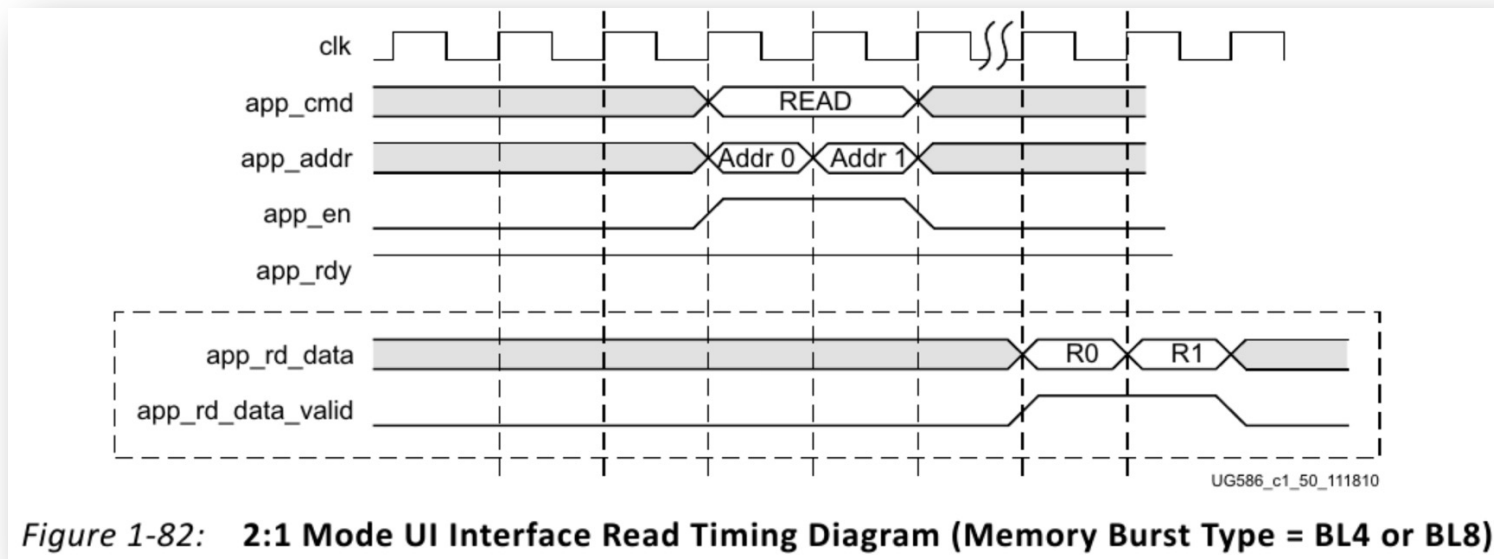 clk
app_cmd READ
app_addr Addr 0 Addr 1
app_en
app_rdy
app_rd_data R0 R1
app_rd_data_valid
UG586_c1_50_111810
Figure 1-82: 2:1 Mode UI Interface Read Timing Diagram (Memory Burst Type = BL4 or BL8)